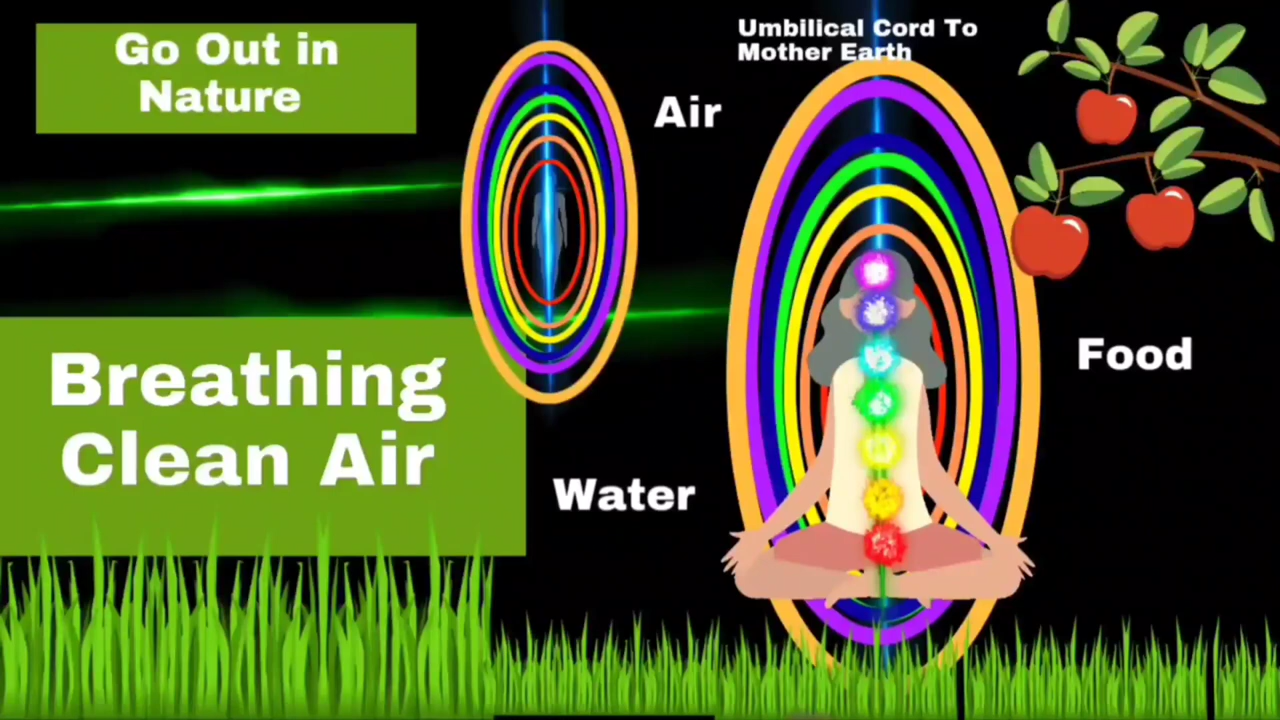 Go Out in
Nature
Umbilical Cord To
Mother Earth
Air
Breathing
Clean Air
Food
Water